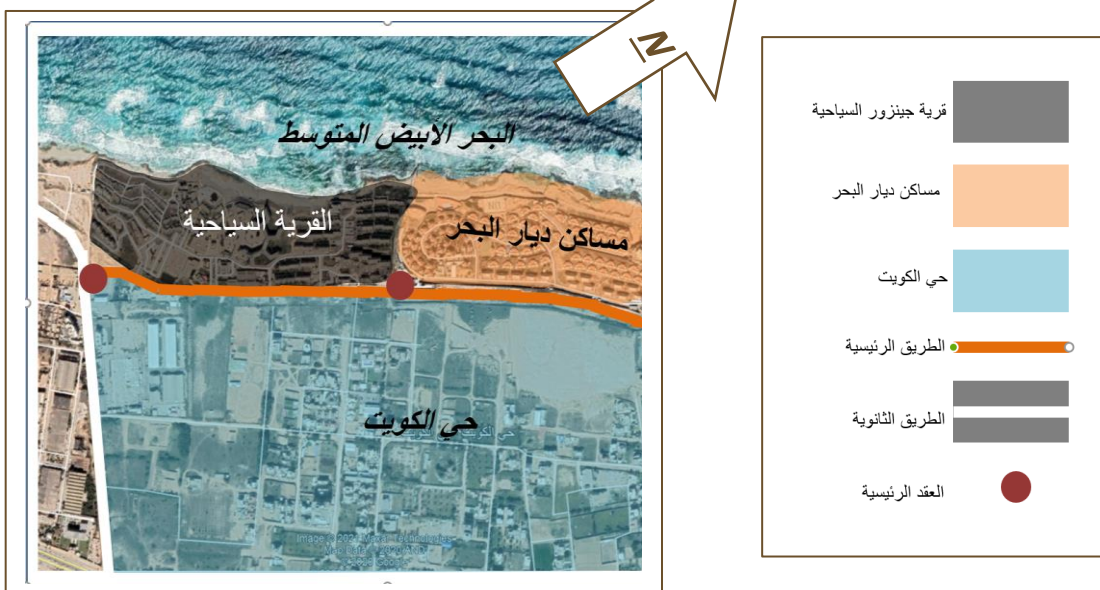 N
البحر الابيض المتوسط
القرية السياحية
مساكن ديار البحر
حي الكويت
قرية جينزور السياحية
مساكن ديار البحر
حي الكويت
الطريق الرئيسية
الطريق الثانوية
العقد الرئيسية